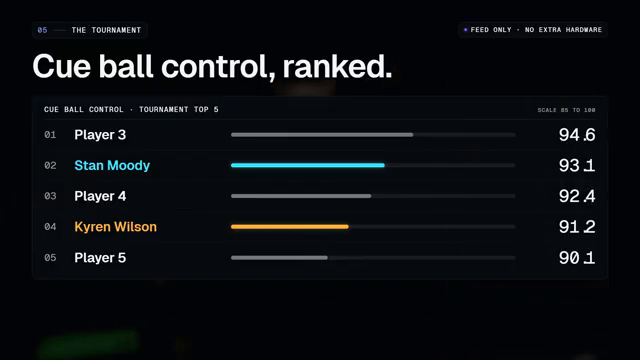 05 — THE TOURNAMENT
FEED ONLY · NO EXTRA HARDWARE
Cue ball control, ranked.
CUE BALL CONTROL · TOURNAMENT TOP 5
SCALE 85 TO 100
01 Player 3 94.6
02 Stan Moody 93.1
03 Player 4 92.4
04 Kyren Wilson 91.2
05 Player 5 90.1